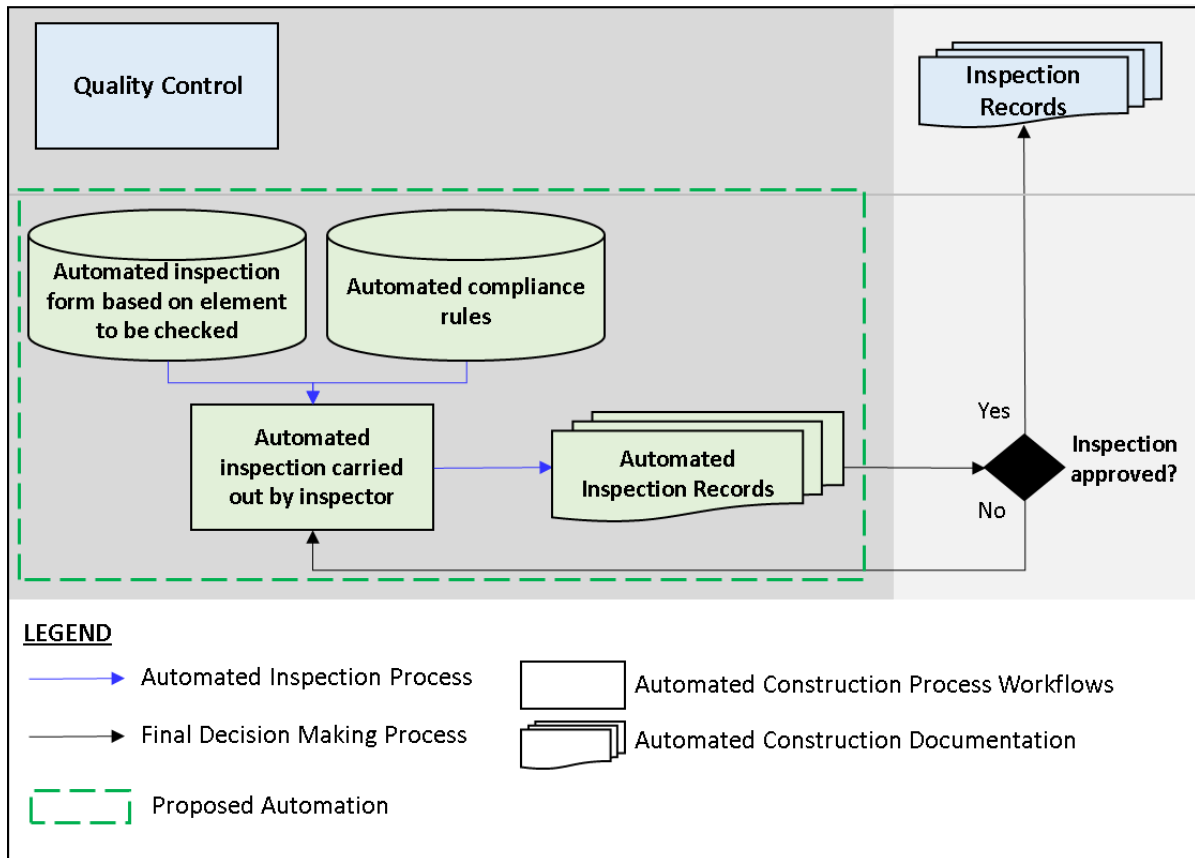 Quality Control
Inspection
Records
Automated inspection
form based on element
to be checked
Automated compliance
rules
Automated
inspection carried
out by inspector
Automated
Inspection Records
Yes
Inspection
approved?
No
LEGEND
Automated Inspection Process
Automated Construction Process Workflows
Final Decision Making Process
Automated Construction Documentation
Proposed Automation